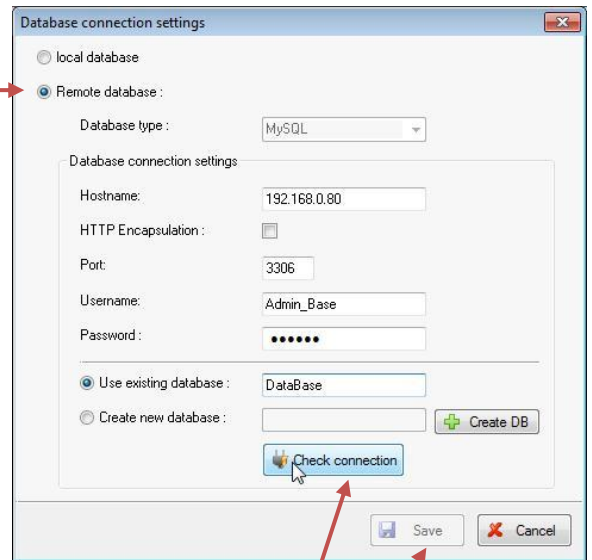 Database connection settings
local database
Remote database :
Database type :
MySQL
Database connection settings
Hostname:
192.168.0.80
HTTP Encapsulation :
Port:
3306
Username:
Admin_Base
Password :
●●●●●●
Use existing database :
DataBase
Create new database :
Create DB
Check connection
Save
Cancel